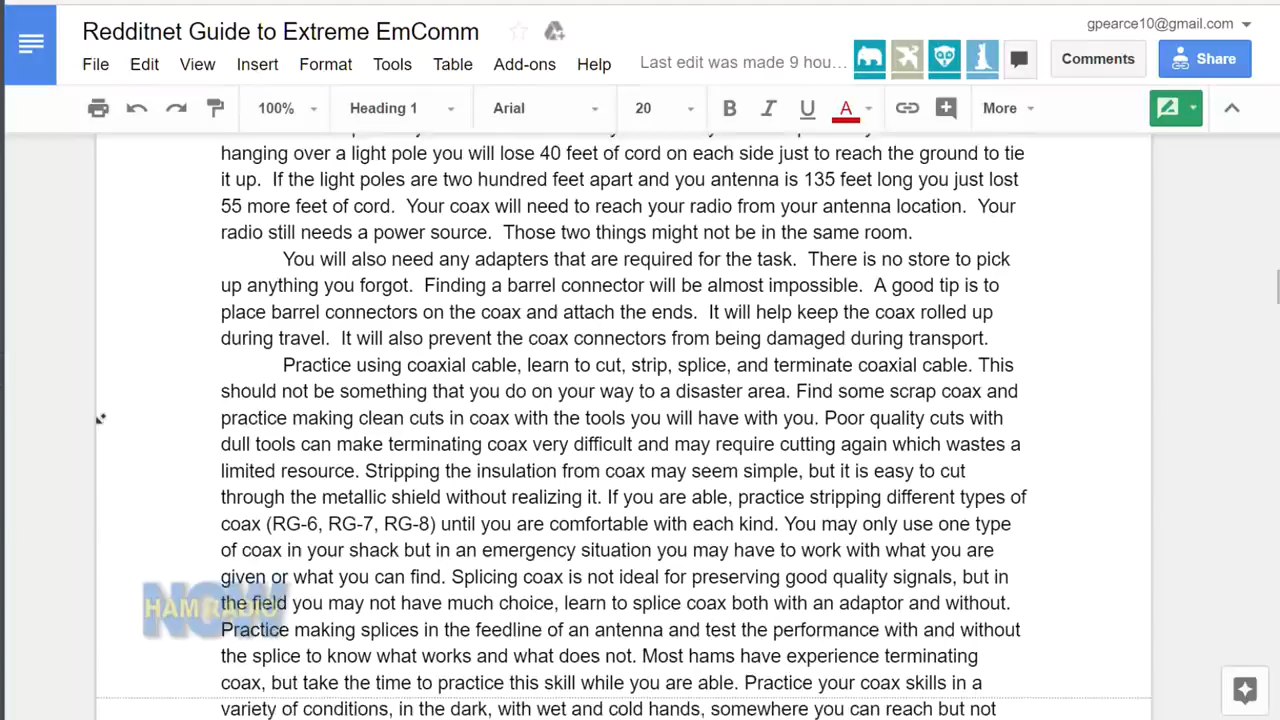 Redditnet Guide to Extreme EmComm
gpearce10@gmail.com
File Edit View Insert Format Tools Table Add-ons Help Last edit was made 9 hou...
Comments
Share
100% Heading 1 Arial 20 B I U A More
hanging over a light pole you will lose 40 feet of cord on each side just to reach the ground to tie
it up. If the light poles are two hundred feet apart and you antenna is 135 feet long you just lost
55 more feet of cord. Your coax will need to reach your radio from your antenna location. Your
radio still needs a power source. Those two things might not be in the same room.
You will also need any adapters that are required for the task. There is no store to pick
up anything you forgot. Finding a barrel connector will be almost impossible. A good tip is to
place barrel connectors on the coax and attach the ends. It will help keep the coax rolled up
during travel. It will also prevent the coax connectors from being damaged during transport.
Practice using coaxial cable, learn to cut, strip, splice, and terminate coaxial cable. This
should not be something that you do on your way to a disaster area. Find some scrap coax and
practice making clean cuts in coax with the tools you will have with you. Poor quality cuts with
dull tools can make terminating coax very difficult and may require cutting again which wastes a
limited resource. Stripping the insulation from coax may seem simple, but it is easy to cut
through the metallic shield without realizing it. If you are able, practice stripping different types of
coax (RG-6, RG-7, RG-8) until you are comfortable with each kind. You may only use one type
of coax in your shack but in an emergency situation you may have to work with what you are
given or what you can find. Splicing coax is not ideal for preserving good quality signals, but in
the field you may not have much choice, learn to splice coax both with an adaptor and without.
Practice making splices in the feedline of an antenna and test the performance with and without
the splice to know what works and what does not. Most hams have experience terminating
coax, but take the time to practice this skill while you are able. Practice your coax skills in a
variety of conditions, in the dark, with wet and cold hands, somewhere you can reach but not
HAM RADIO
NOW